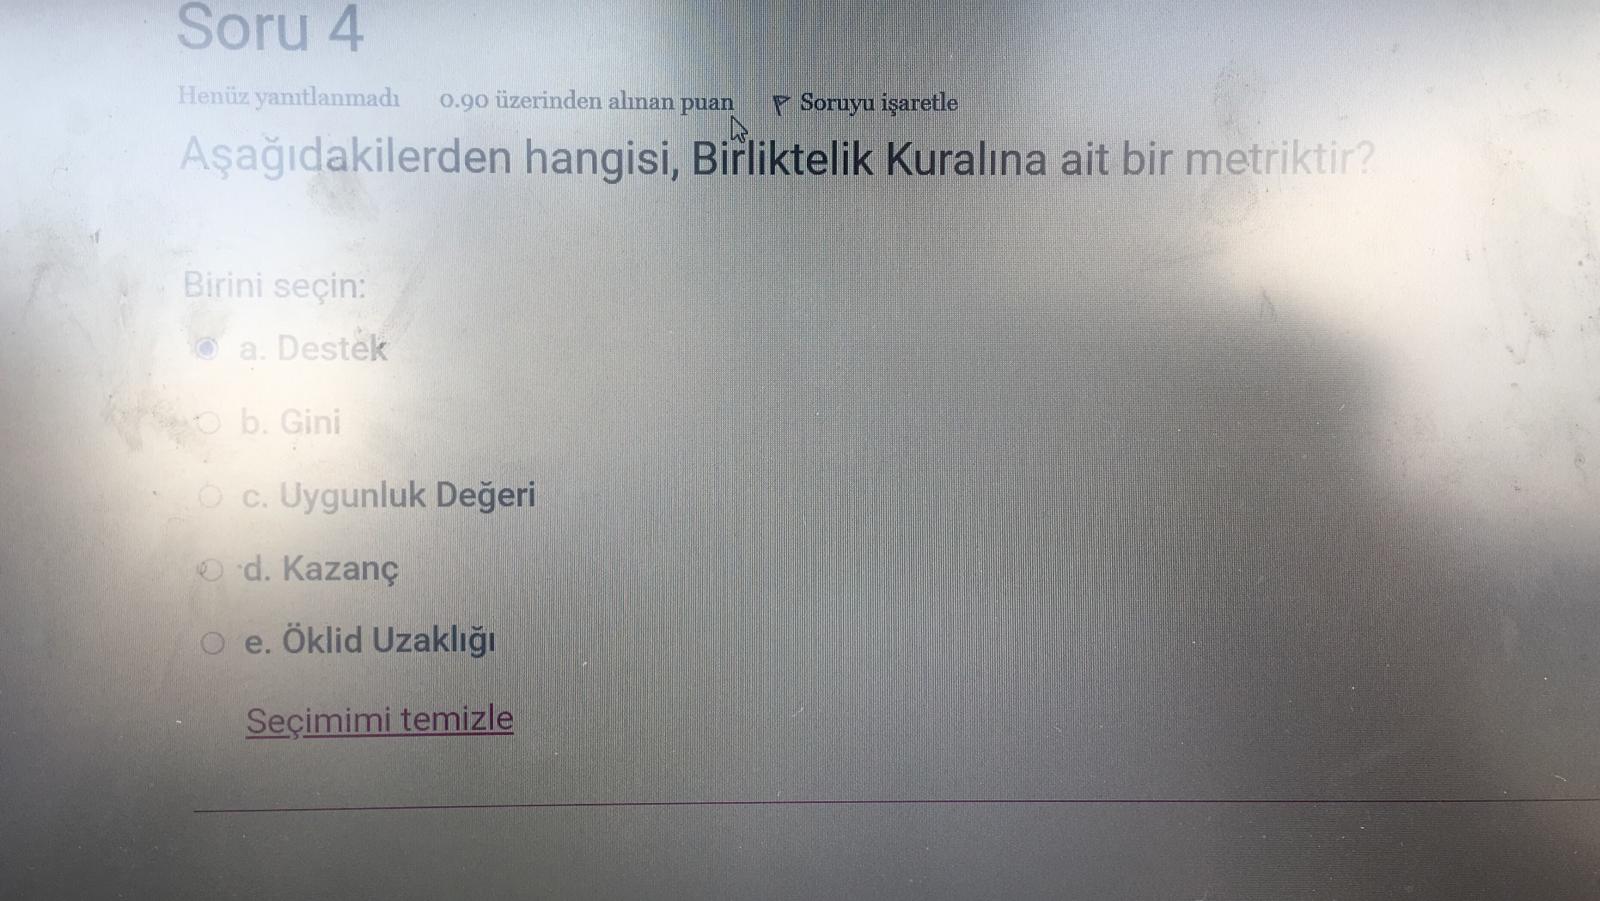 Soru 4
Henüz yanıtlanmadı 0.90 üzerinden alınan puan Soruyu işaretle
Aşağıdakilerden hangisi, Birliktelik Kuralına ait bir metriktir?
Birini seçin:
a. Destek
b. Gini
c. Uygunluk Değeri
d. Kazanç
e. Öklid Uzaklığı
Seçimimi temizle